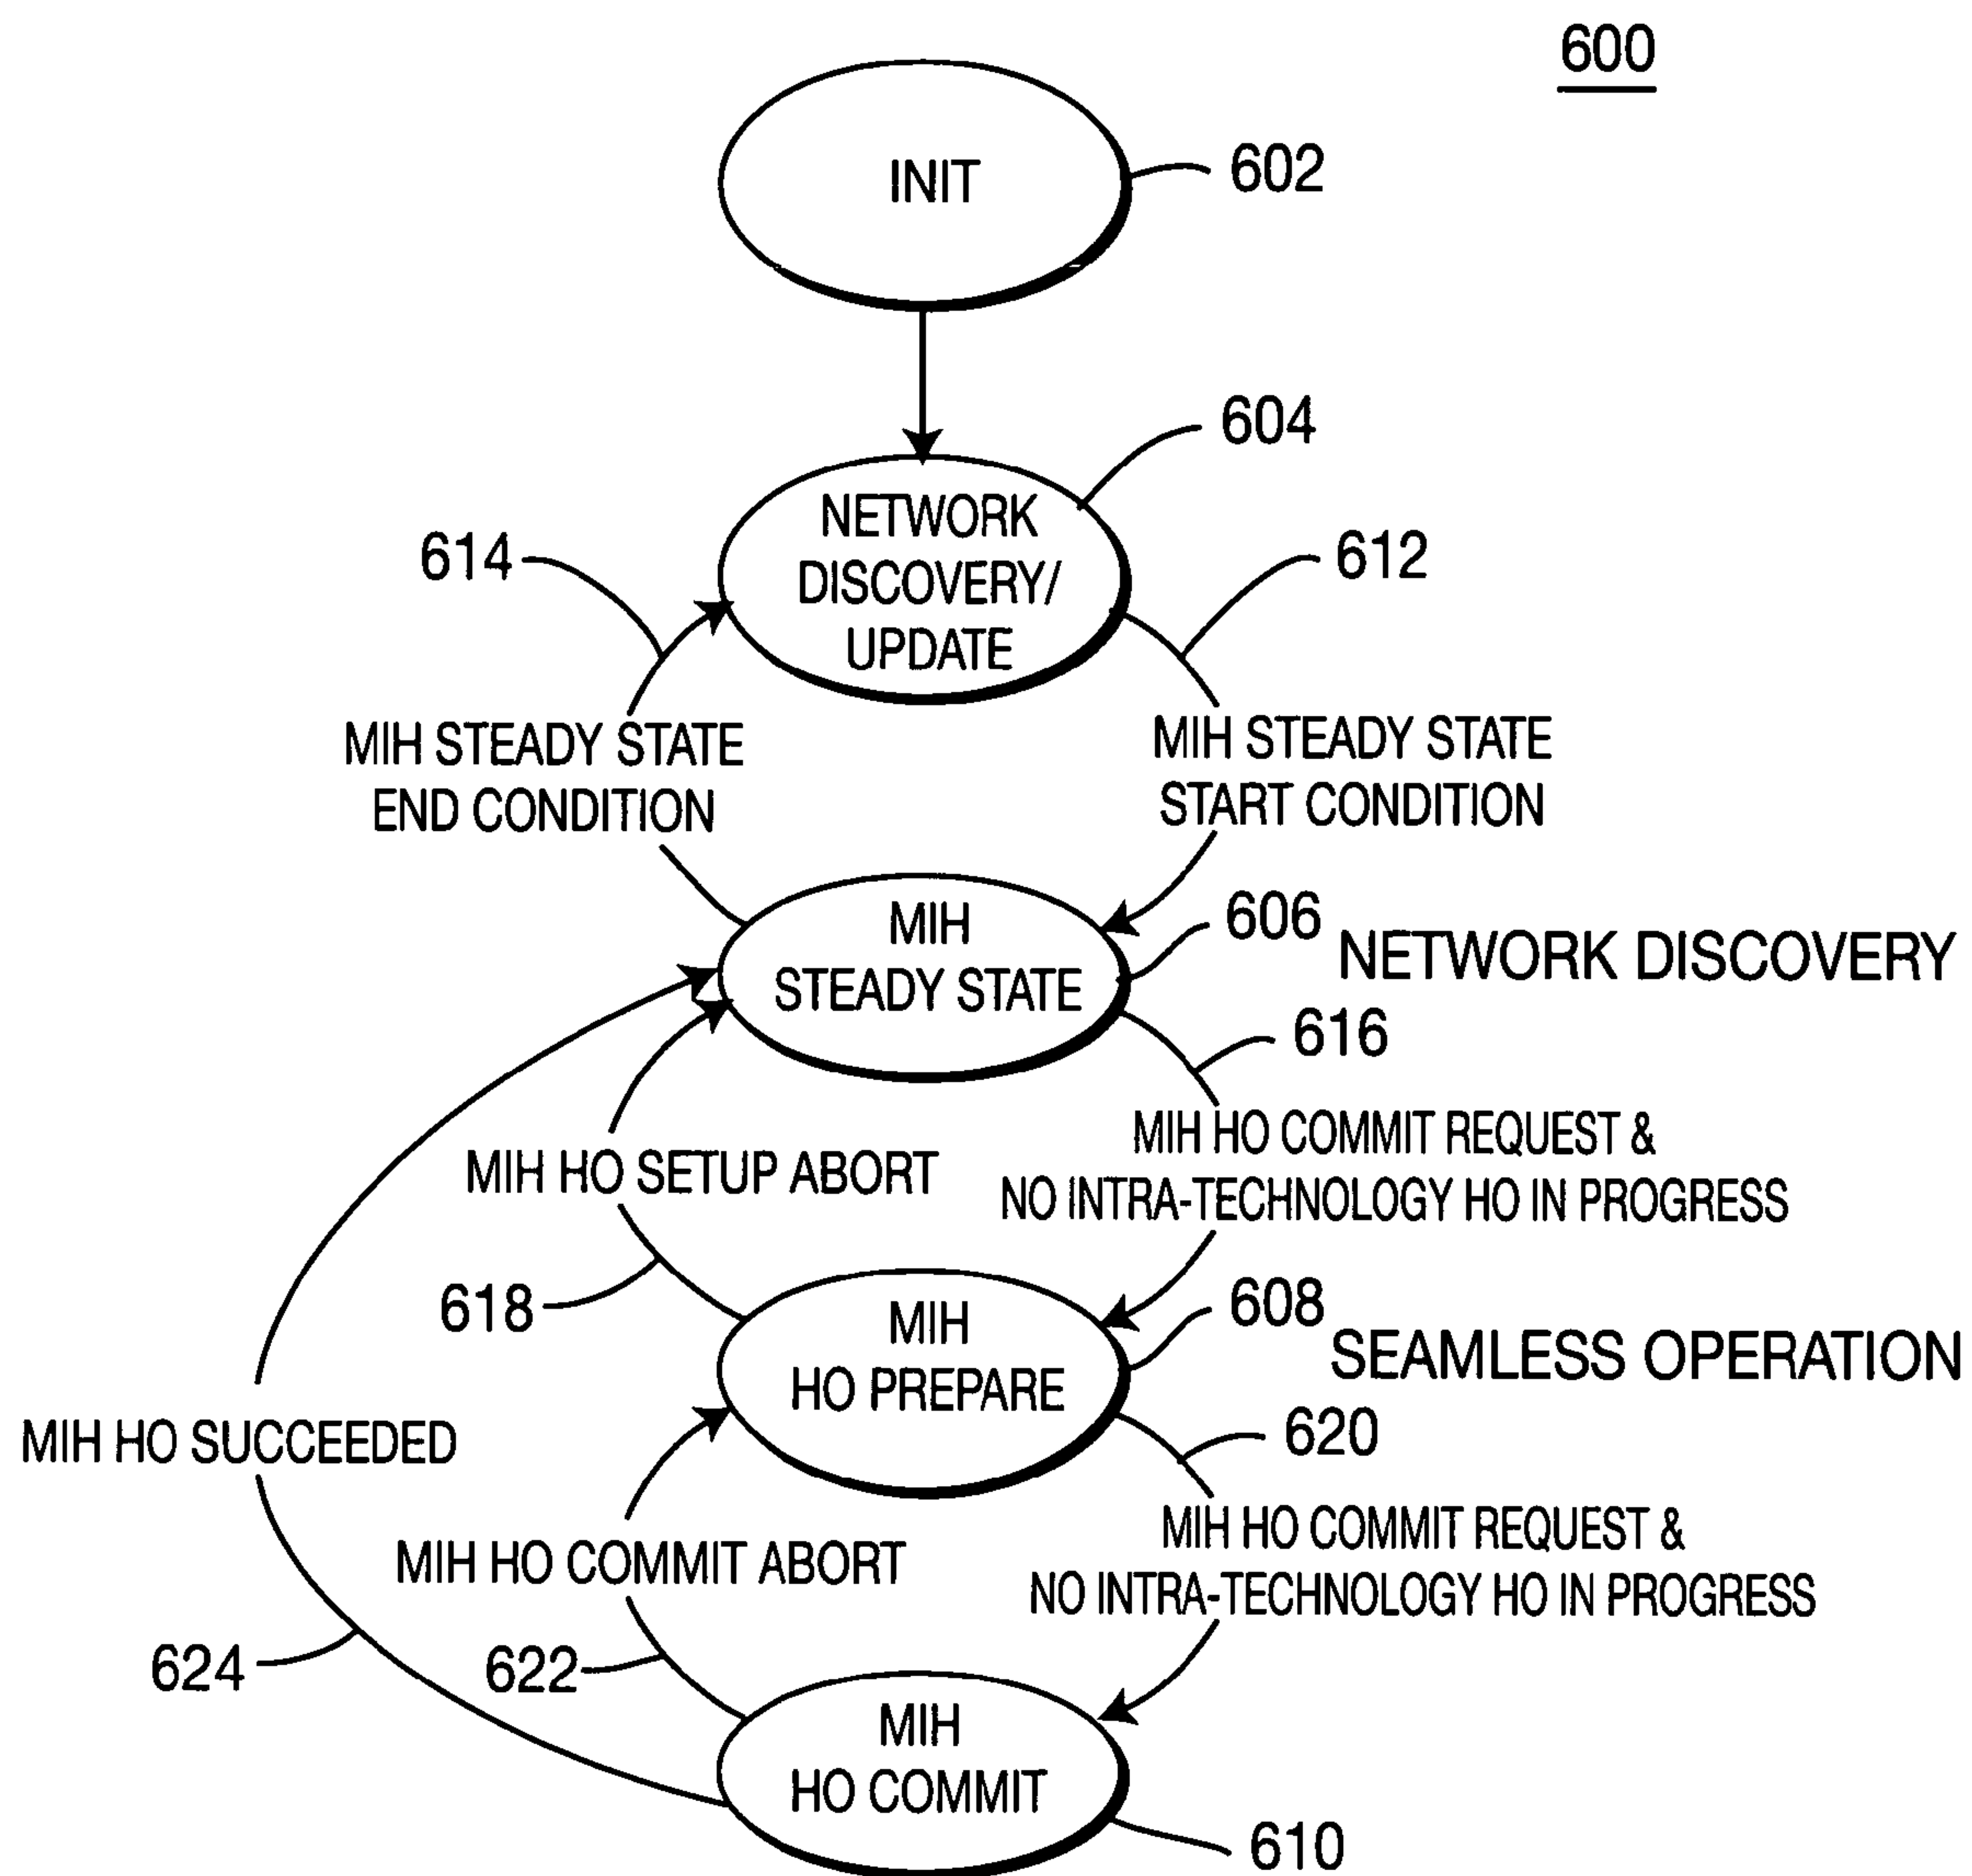 600
INIT
602
604
NETWORK
DISCOVERY/
UPDATE
614
612
MIH STEADY STATE
END CONDITION
MIH STEADY STATE
START CONDITION
606
MIH
STEADY STATE
NETWORK DISCOVERY
616
MIH HO SETUP ABORT
MIH HO COMMIT REQUEST &
NO INTRA-TECHNOLOGY HO IN PROGRESS
618
608
MIH
HO PREPARE
SEAMLESS OPERATION
620
MIH HO SUCCEEDED
MIH HO COMMIT ABORT
MIH HO COMMIT REQUEST &
NO INTRA-TECHNOLOGY HO IN PROGRESS
624
622
MIH
HO COMMIT
610